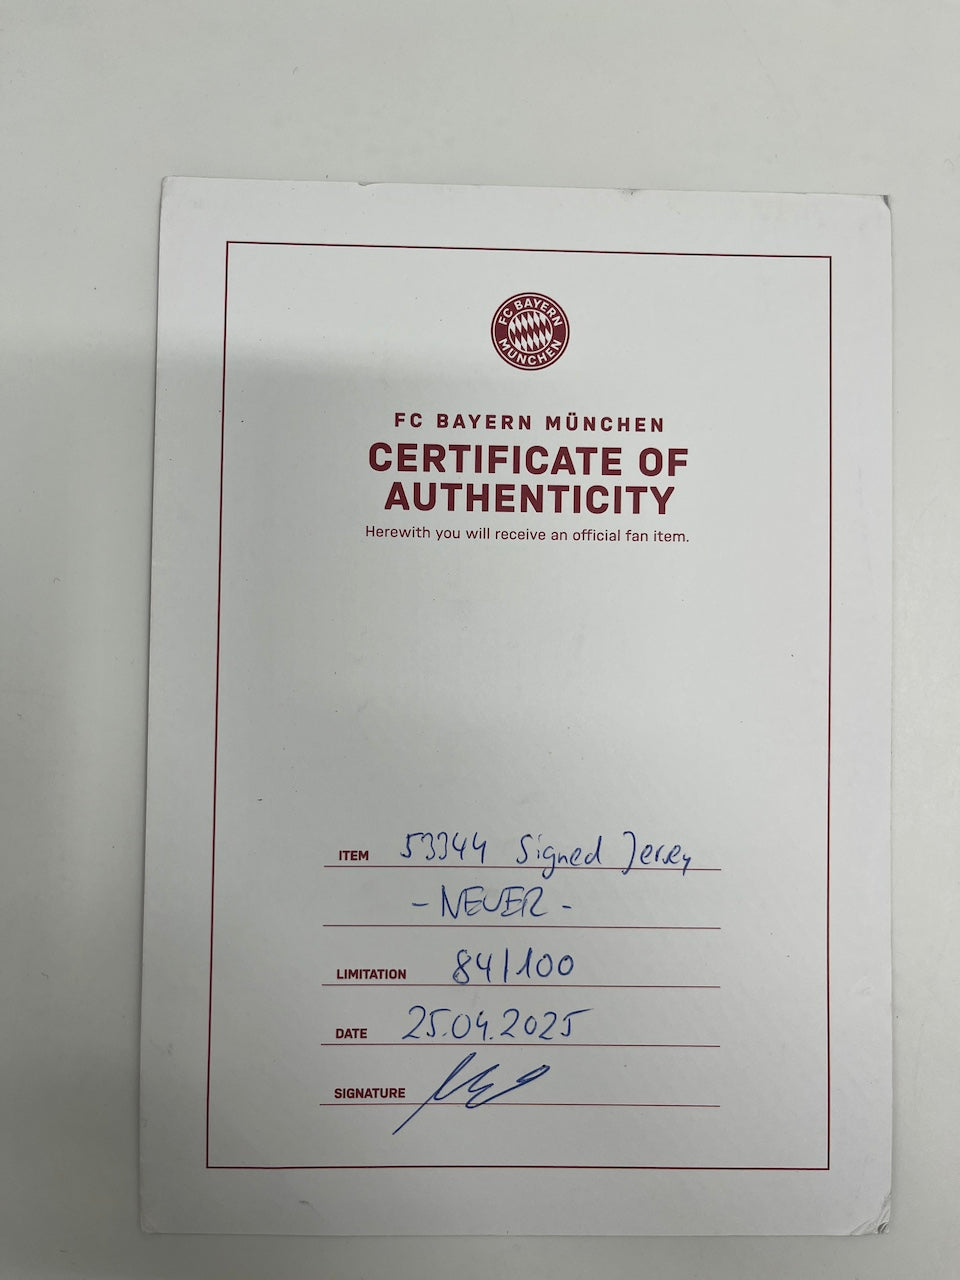 FC BAYERN
MÜNCHEN
FC BAYERN MÜNCHEN
CERTIFICATE OF
AUTHENTICITY
Herewith you will receive an official fan item.
ITEM 53344 Signed Jersey
- NEUER -
LIMITATION 84/100
DATE 25.04.2025
SIGNATURE